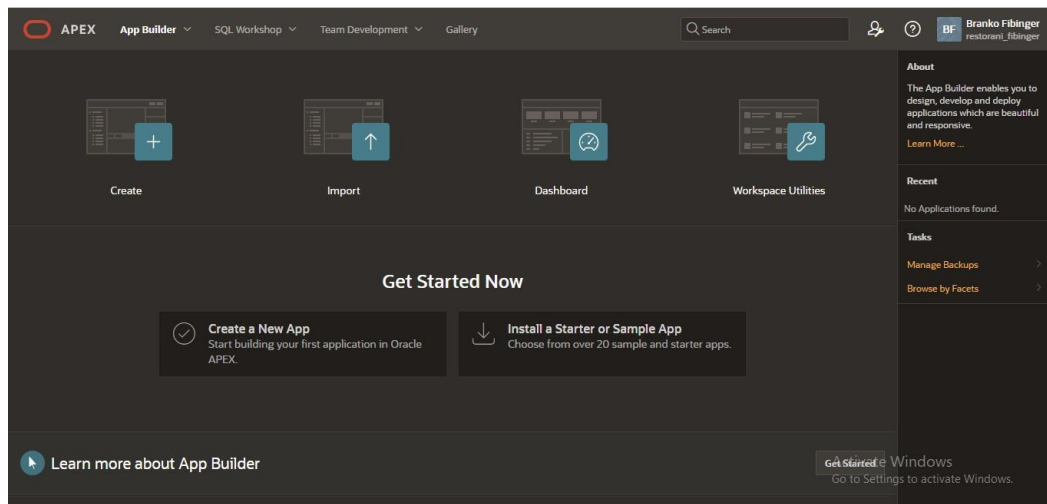 APEX App Builder SQL Workshop Team Development Gallery Search BF Branko Fibinger
restorani_fibinger
Create Import Dashboard Workspace Utilities
About
The App Builder enables you to
design, develop and deploy
applications which are beautiful
and responsive.
Learn More ...
Recent
No Applications found.
Tasks
Manage Backups
Browse by Facets
Get Started Now
Create a New App
Start building your first application in Oracle
APEX.
Install a Starter or Sample App
Choose from over 20 sample and starter apps.
Learn more about App Builder
Get Started
Activate Windows
Go to Settings to activate Windows.